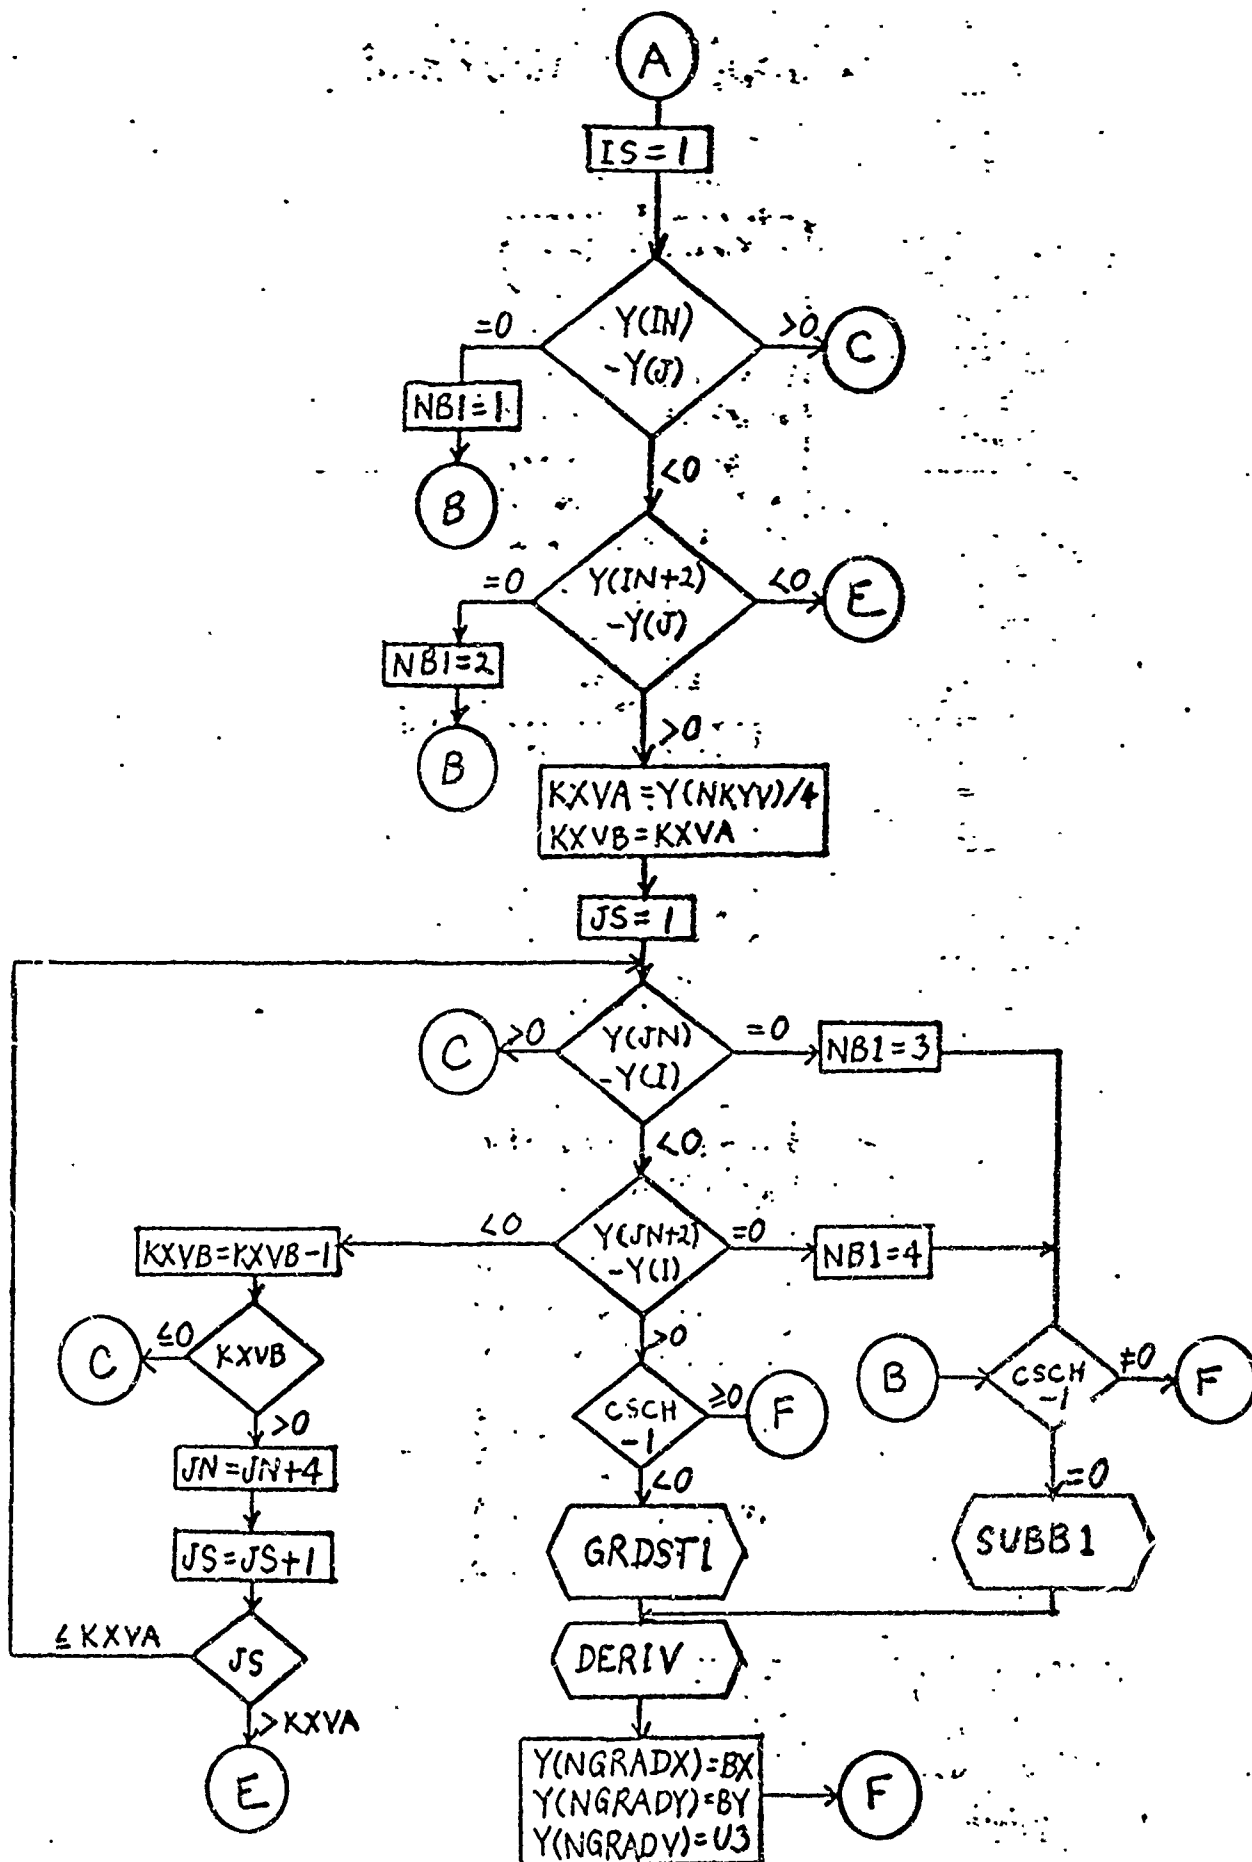 A
IS=1
Y(IN)
-Y(J)
=0
>0
C
NB1=1
B
<0
Y(IN+2)
-Y(J)
=0
<0
E
NB1=2
B
>0
KXVA=Y(NKYV)/4
KXVB=KXVA
JS=1
C
>0
Y(JN)
-Y(I)
=0
NB1=3
<0
KXVB=KXVB-1
<0
Y(JN+2)
-Y(I)
=0
NB1=4
C
≤0
KXVB
>0
>0
CSCH
-1
≥0
F
B
CSCH
-1
≠0
F
JN=JN+4
<0
=0
JS=JS+1
GRDST1
SUBB1
≤ KXVA
JS
DERIV
>KXVA
E
Y(NGRADX)=BX
Y(NGRADY)=BY
Y(NGRADV)=U3
F